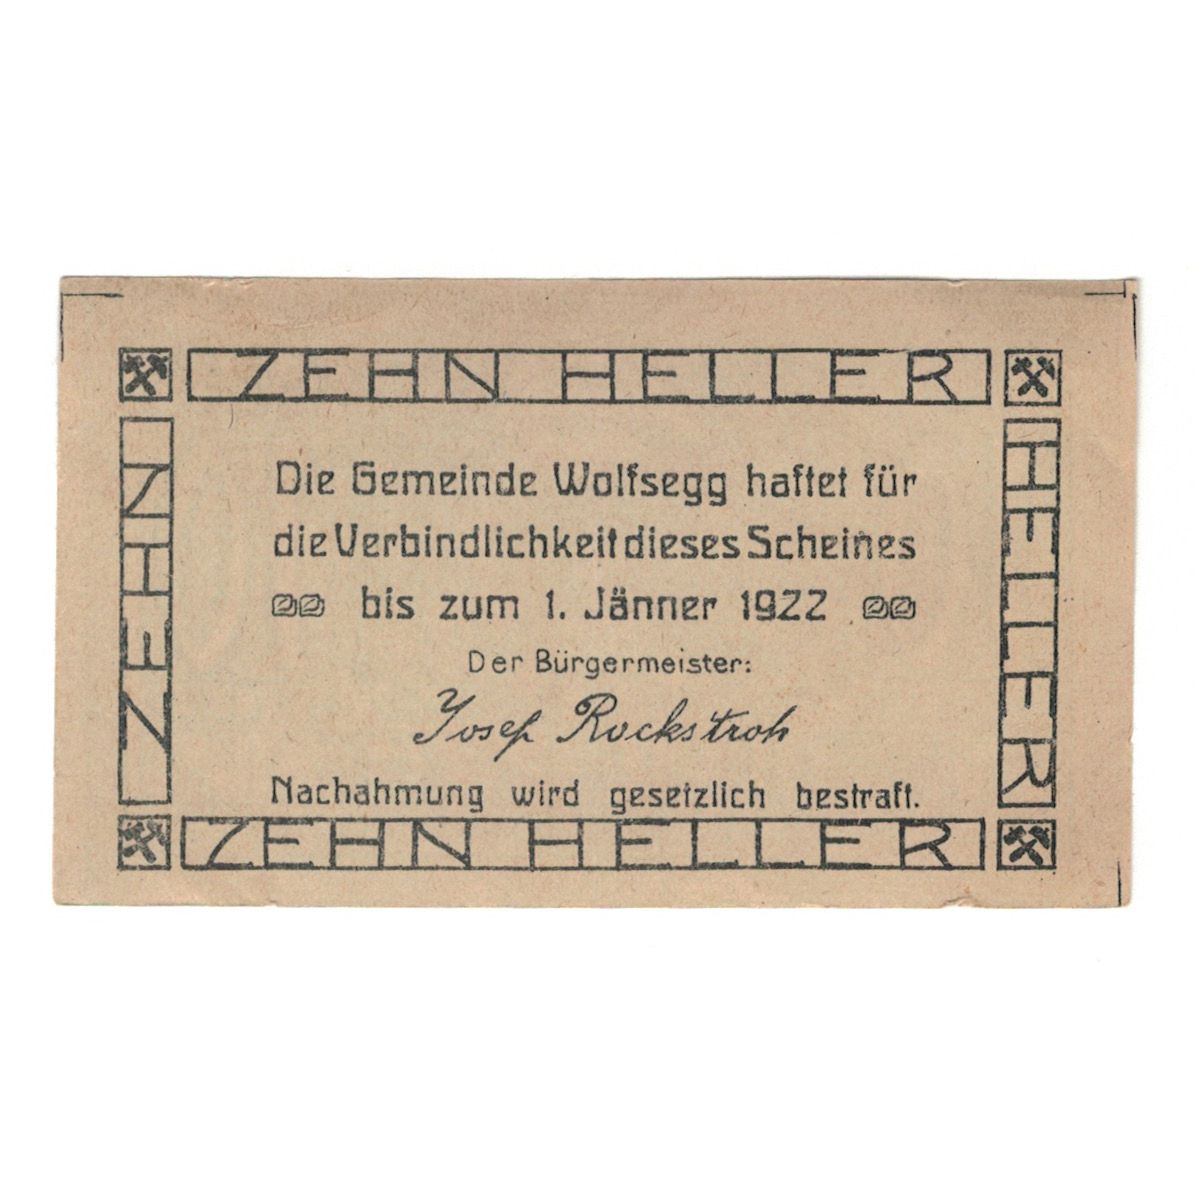 ZEHN HELLER
ZEHN
HELLER
Die Gemeinde Wolfsegg haftet für
die Verbindlichkeit dieses Scheines
bis zum 1. Jänner 1922
Der Bürgermeister:
Josef Rockstroh
Nachahmung wird gesetzlich bestraft.
ZEHN HELLER